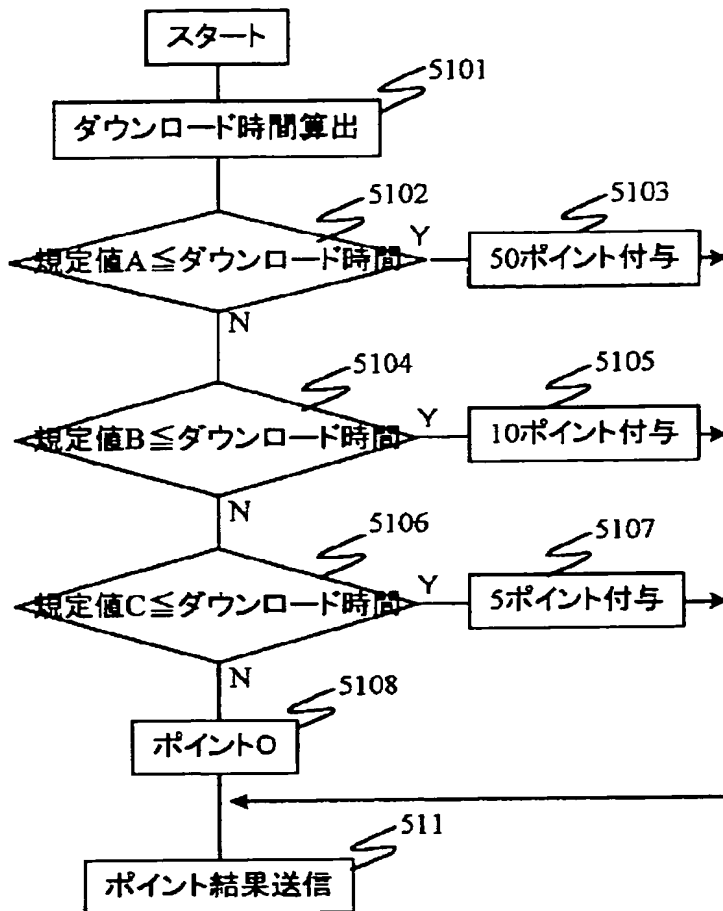 スタート
5101
ダウンロード時間算出
5102
規定値A≦ダウンロード時間
Y
5103
50ポイント付与
N
5104
規定値B≦ダウンロード時間
Y
5105
10ポイント付与
N
5106
規定値C≦ダウンロード時間
Y
5107
5ポイント付与
N
5108
ポイント0
511
ポイント結果送信